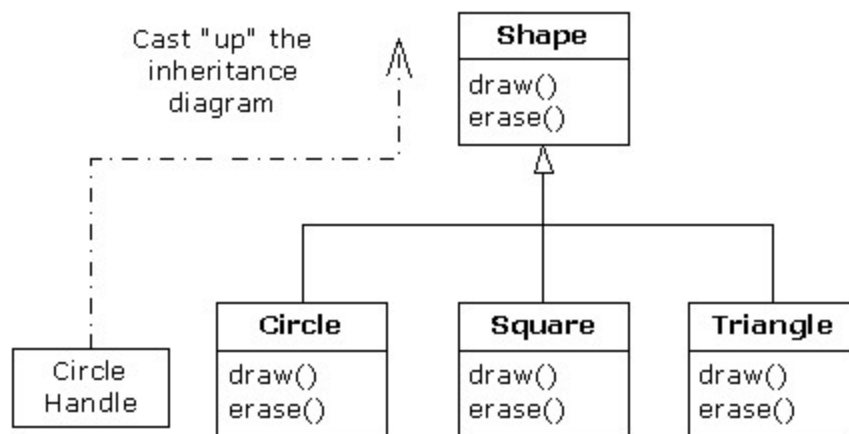 Cast "up" the
inheritance
diagram
Shape
draw()
erase()
Circle
Handle
Circle
draw()
erase()
Square
draw()
erase()
Triangle
draw()
erase()